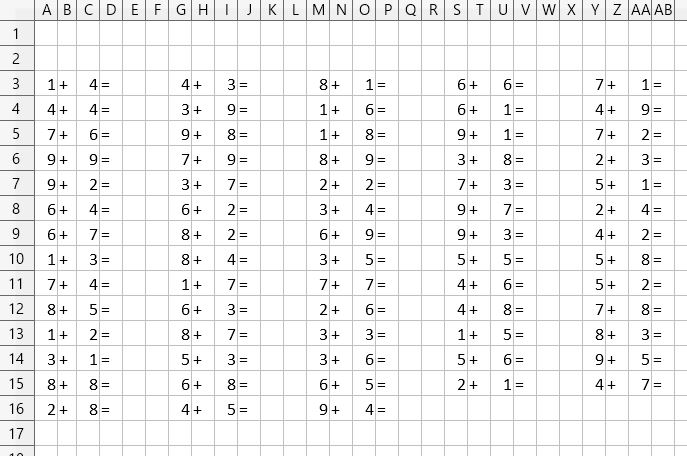 A B C D E F G H I J K L M N O P Q R S T U V W X Y Z AA AB
1
2
3 1 + 4 = 4 + 3 = 8 + 1 = 6 + 6 = 7 + 1 =
4 4 + 4 = 3 + 9 = 1 + 6 = 6 + 1 = 4 + 9 =
5 7 + 6 = 9 + 8 = 1 + 8 = 9 + 1 = 7 + 2 =
6 9 + 9 = 7 + 9 = 8 + 9 = 3 + 8 = 2 + 3 =
7 9 + 2 = 3 + 7 = 2 + 2 = 7 + 3 = 5 + 1 =
8 6 + 4 = 6 + 2 = 3 + 4 = 9 + 7 = 2 + 4 =
9 6 + 7 = 8 + 2 = 6 + 9 = 9 + 3 = 4 + 2 =
10 1 + 3 = 8 + 4 = 3 + 5 = 5 + 5 = 5 + 8 =
11 7 + 4 = 1 + 7 = 7 + 7 = 4 + 6 = 5 + 2 =
12 8 + 5 = 6 + 3 = 2 + 6 = 4 + 8 = 7 + 8 =
13 1 + 2 = 8 + 7 = 3 + 3 = 1 + 5 = 8 + 3 =
14 3 + 1 = 5 + 3 = 3 + 6 = 5 + 6 = 9 + 5 =
15 8 + 8 = 6 + 8 = 6 + 5 = 2 + 1 = 4 + 7 =
16 2 + 8 = 4 + 5 = 9 + 4 =
17